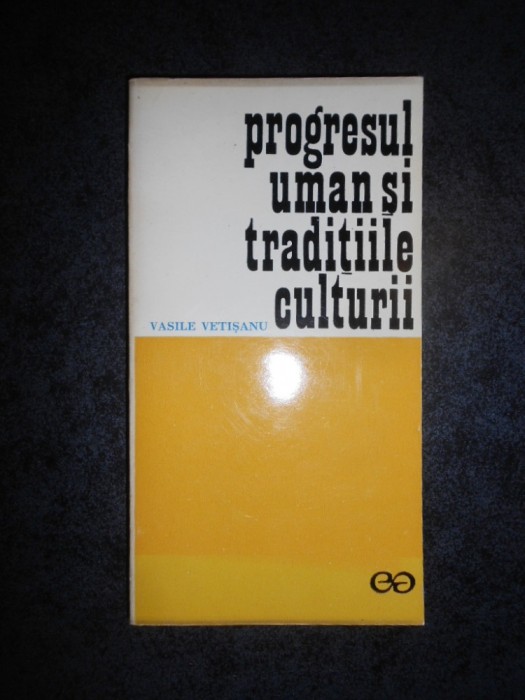 progresul
uman și
tradițiile
culturii
VASILE VETIȘANU